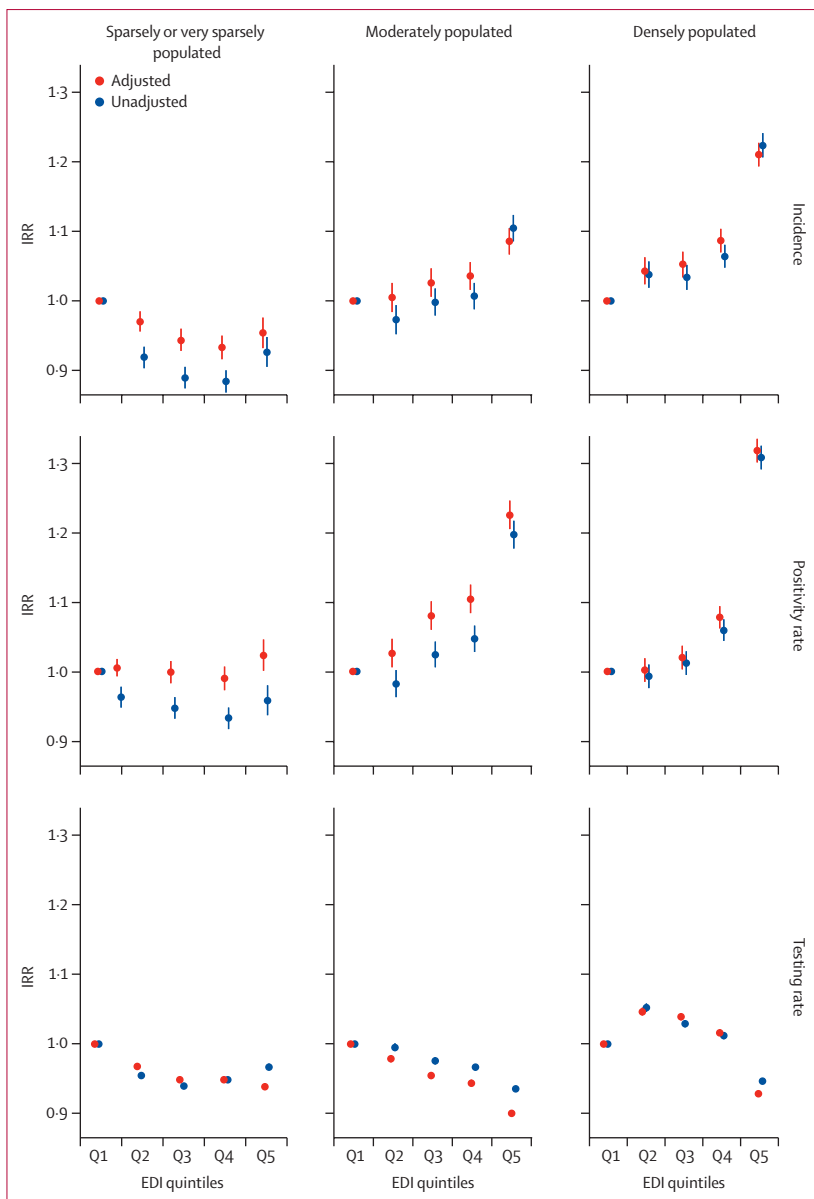 Sparsely or very sparsely
populated
Moderately populated
Densely populated
Adjusted
Unadjusted
1·3
1·2
1·1
1·0
0·9
IRR
Incidence
1·3
1·2
1·1
1·0
0·9
IRR
Positivity rate
1·3
1·2
1·1
1·0
0·9
IRR
Testing rate
Q1 Q2 Q3 Q4 Q5
EDI quintiles
Q1 Q2 Q3 Q4 Q5
EDI quintiles
Q1 Q2 Q3 Q4 Q5
EDI quintiles